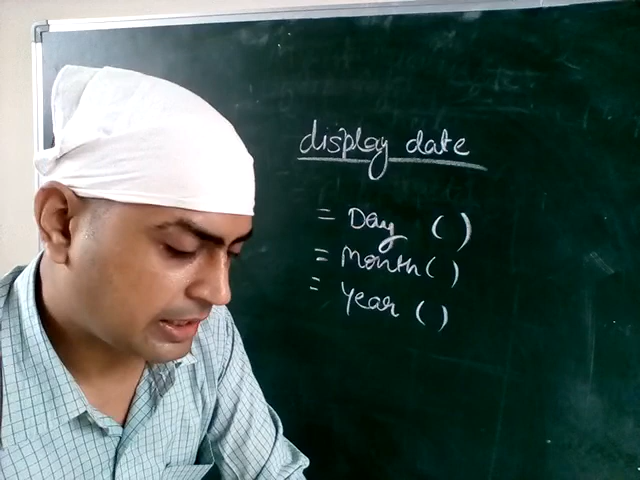 display date
= Day ( )
= Month ( )
= Year ( )